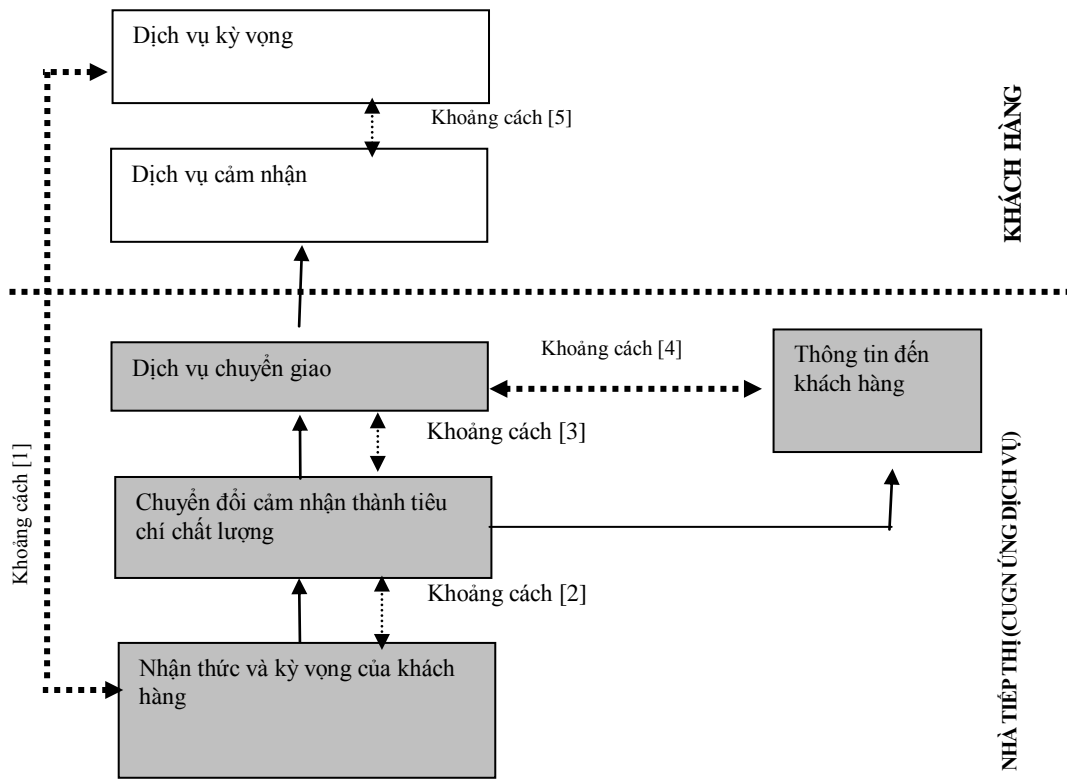 Dịch vụ kỳ vọng
Khoảng cách [5]
Dịch vụ cảm nhận
KHÁCH HÀNG
Dịch vụ chuyển giao
Khoảng cách [4]
Thông tin đến
khách hàng
Khoảng cách [3]
Khoảng cách [1]
Chuyển đổi cảm nhận thành tiêu
chí chất lượng
Khoảng cách [2]
Nhận thức và kỳ vọng của khách
hàng
NHÀ TIẾP THỊ (CUGN ỨNG DỊCH VỤ)